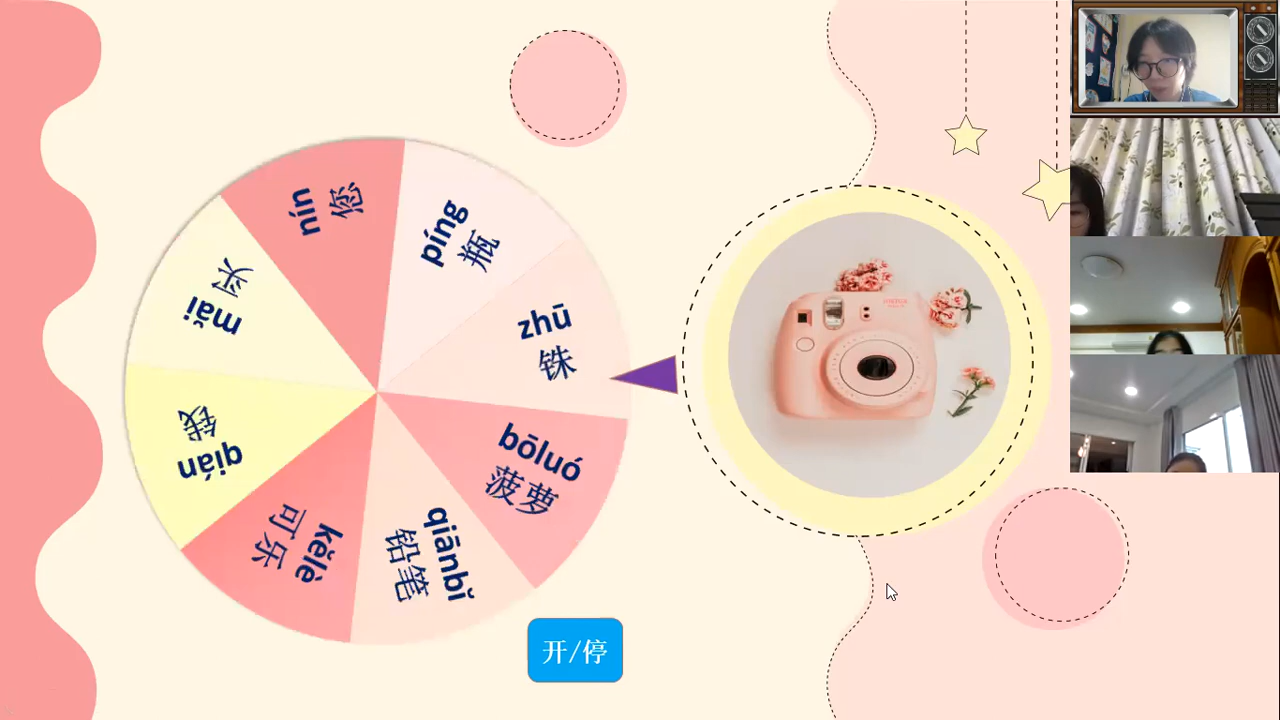 nín
您
píng
瓶
zhū
铢
bōluó
菠萝
qiānbǐ
铅笔
kělè
可乐
qián
钱
mǎi
买
开/停